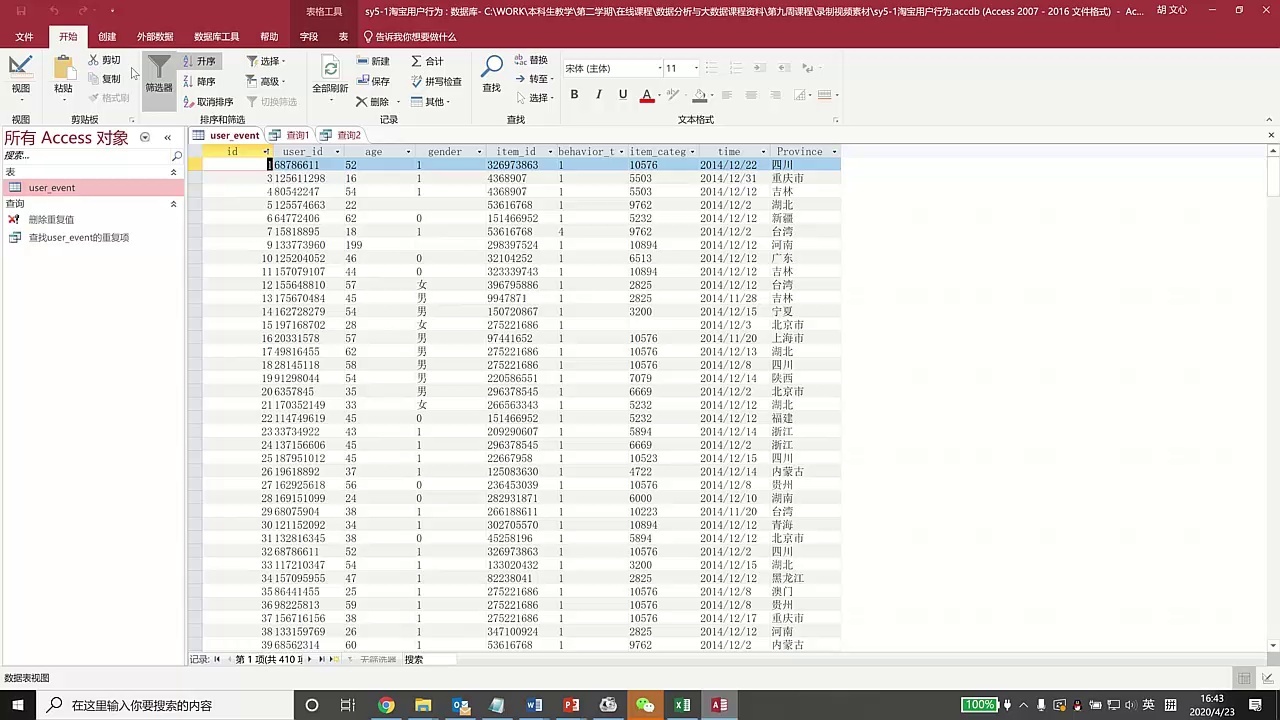 表格工具
sy5-1淘宝用户行为 : 数据库- C:\WORK\本科生教学\第二学期\在线课程\数据分析与大数据课程资料\第九周课程\录制视频素材\sy5-1淘宝用户行为.accdb (Access 2007 - 2016 文件格式) - Ac...
胡 文心
文件 开始 创建 外部数据 数据库工具 帮助 字段 表 告诉我你想要做什么
视图 粘贴 剪切 复制 格式刷
筛选器 升序 降序 取消排序 选择 高级 切换筛选
全部刷新 新建 保存 删除 合计 拼写检查 其他
查找 替换 转至 选择
宋体 (主体) 11
B I U A
视图 剪贴板 排序和筛选 记录 查找 文本格式
所有 Access 对象
搜索...
表
user_event
查询
删除重复值
查找user_event的重复项
user_event 查询1 查询2
id user_id age gender item_id behavior_t item_categ time Province
1 68786611 52 1 326973863 1 10576 2014/12/22 四川
3 125611298 16 1 4368907 1 5503 2014/12/31 重庆市
4 80542247 54 1 4368907 1 5503 2014/12/12 吉林
5 125574663 22 53616768 1 9762 2014/12/2 湖北
6 64772406 62 0 151466952 1 5232 2014/12/12 新疆
7 15818895 18 1 53616768 4 9762 2014/12/2 台湾
9 133773960 199 298397524 1 10894 2014/12/12 河南
10 125204052 46 0 32104252 1 6513 2014/12/12 广东
11 157079107 44 0 323339743 1 10894 2014/12/12 吉林
12 155648810 57 女 396795886 1 2825 2014/12/12 台湾
13 175670484 45 男 9947871 1 2825 2014/11/28 吉林
14 162728279 54 男 150720867 1 3200 2014/12/15 宁夏
15 197168702 28 女 275221686 1 2014/12/3 北京市
16 20331578 57 男 97441652 1 10576 2014/11/20 上海市
17 49816455 62 男 275221686 1 10576 2014/12/13 湖北
18 28145118 58 男 275221686 1 10576 2014/12/8 四川
19 91298044 54 男 220586551 1 7079 2014/12/14 陕西
20 6357845 35 男 296378545 1 6669 2014/12/2 北京市
21 170352149 33 女 266563343 1 5232 2014/12/12 湖北
22 114749619 45 0 151466952 1 5232 2014/12/12 福建
23 33734922 43 1 209290607 1 5894 2014/12/14 浙江
24 137156606 45 1 296378545 1 6669 2014/12/2 浙江
25 187951012 45 1 22667958 1 10523 2014/12/15 四川
26 19618892 37 1 125083630 1 4722 2014/12/14 内蒙古
27 162925618 56 0 236453039 1 10576 2014/12/8 贵州
28 169151099 24 0 282931871 1 6000 2014/12/10 湖南
29 68075904 38 1 266188611 1 10223 2014/11/20 台湾
30 121152092 34 1 302705570 1 10894 2014/12/12 青海
31 132816345 38 0 45258196 1 5894 2014/12/12 北京市
32 68786611 52 1 326973863 1 10576 2014/12/2 四川
33 117210347 54 1 133020432 1 3200 2014/12/15 湖北
34 157095955 47 1 82238041 1 2825 2014/12/12 黑龙江
35 86441455 25 1 275221686 1 10576 2014/12/8 澳门
36 98225813 59 1 275221686 1 10576 2014/12/8 贵州
37 156716156 38 1 275221686 1 10576 2014/12/17 重庆市
38 133159769 26 1 347100924 1 2825 2014/12/12 河南
39 68562314 60 1 53616768 1 9762 2014/12/2 内蒙古
记录: 第 1 项(共 410 项 无筛选器 搜索
数据表视图
在这里输入你要搜索的内容
100% 英 16:43
2020/4/23